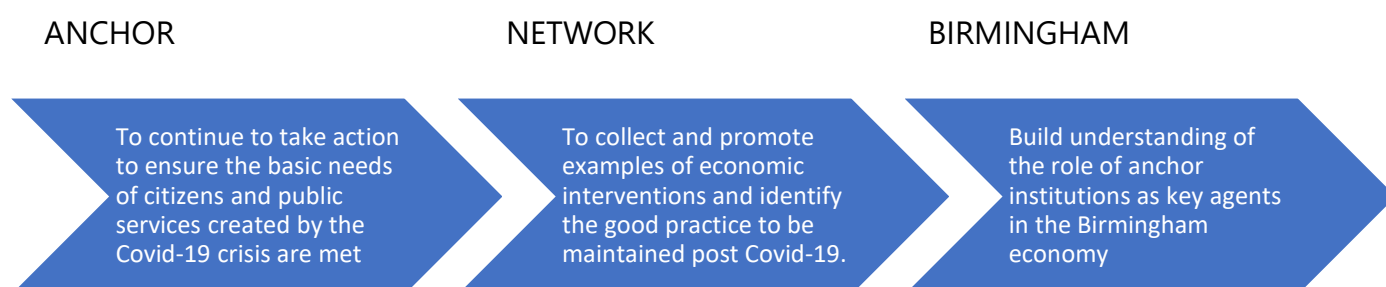 ANCHOR
To continue to take action
to ensure the basic needs
of citizens and public
services created by the
Covid-19 crisis are met
NETWORK
To collect and promote
examples of economic
interventions and identify
the good practice to be
maintained post Covid-19.
BIRMINGHAM
Build understanding of
the role of anchor
institutions as key agents
in the Birmingham
economy